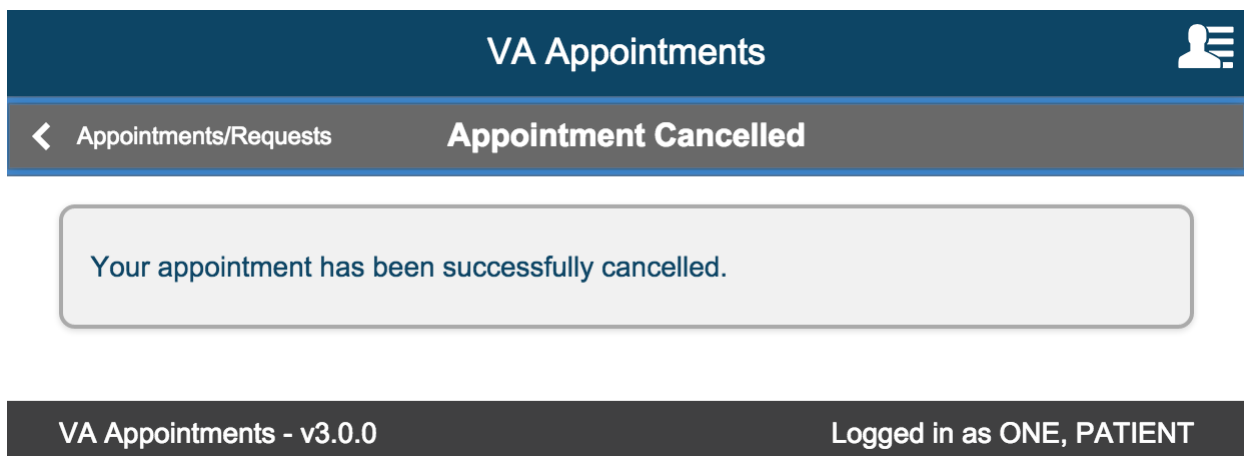 VA Appointments
Appointments/Requests
Appointment Cancelled
Your appointment has been successfully cancelled.
VA Appointments - v3.0.0
Logged in as ONE, PATIENT